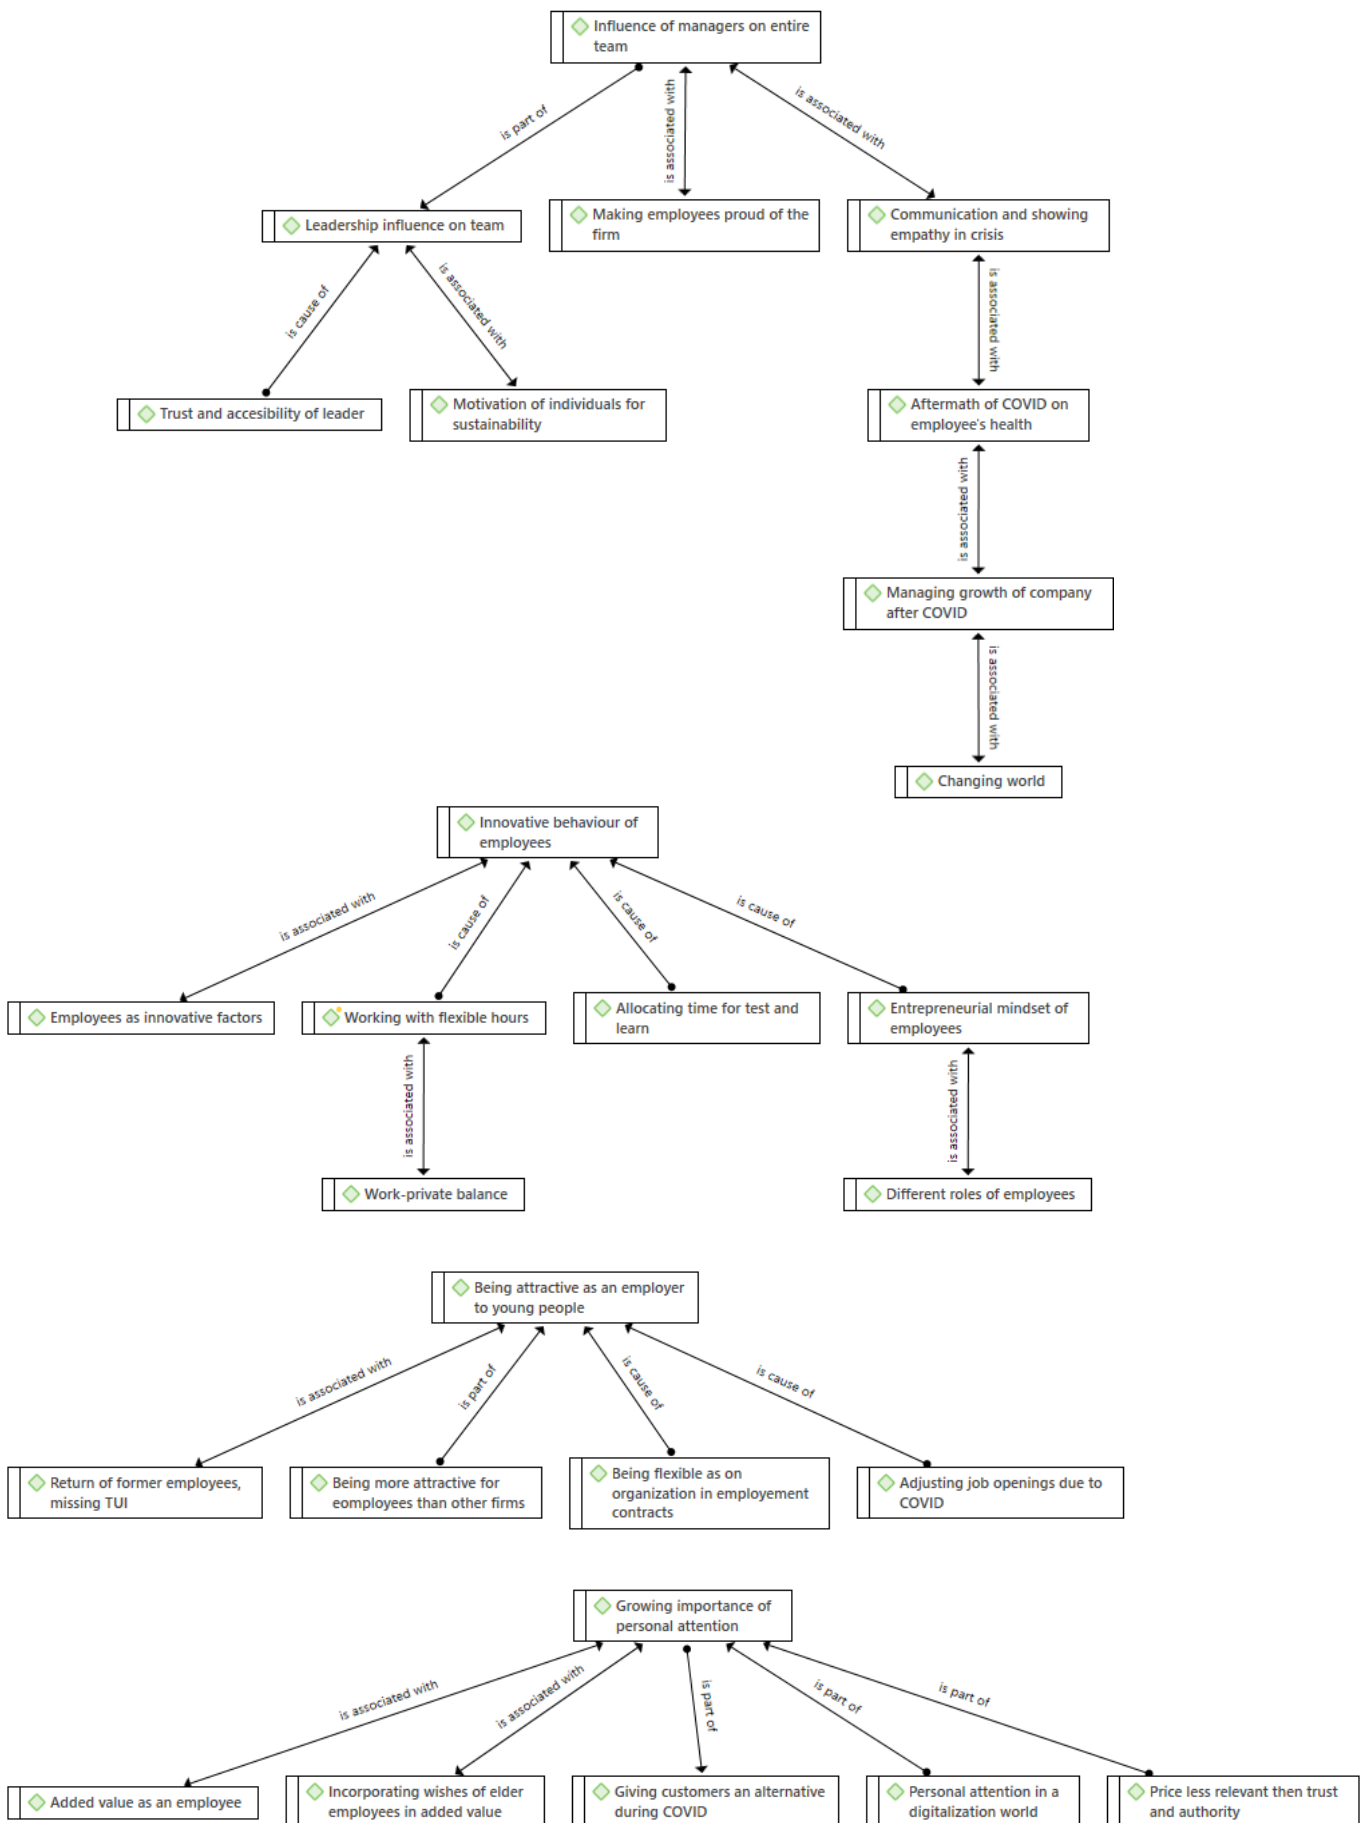 Influence of managers on entire
team
is part of
is associated with
is associated with
Leadership influence on team
Making employees proud of the
firm
Communication and showing
empathy in crisis
is cause of
is associated with
is associated with
Trust and accesibility of leader
Motivation of individuals for
sustainability
Aftermath of COVID on
employee's health
is associated with
Managing growth of company
after COVID
is associated with
Changing world
Innovative behaviour of
employees
is associated with
is cause of
is cause of
is cause of
Employees as innovative factors
Working with flexible hours
Allocating time for test and
learn
Entrepreneurial mindset of
employees
is associated with
is associated with
Work-private balance
Different roles of employees
Being attractive as an employer
to young people
is associated with
is part of
is cause of
is cause of
Return of former employees,
missing TUI
Being more attractive for
eomployees than other firms
Being flexible as on
organization in employement
contracts
Adjusting job openings due to
COVID
Growing importance of
personal attention
is associated with
is associated with
is part of
is part of
is part of
Added value as an employee
Incorporating wishes of elder
employees in added value
Giving customers an alternative
during COVID
Personal attention in a
digitalization world
Price less relevant then trust
and authority